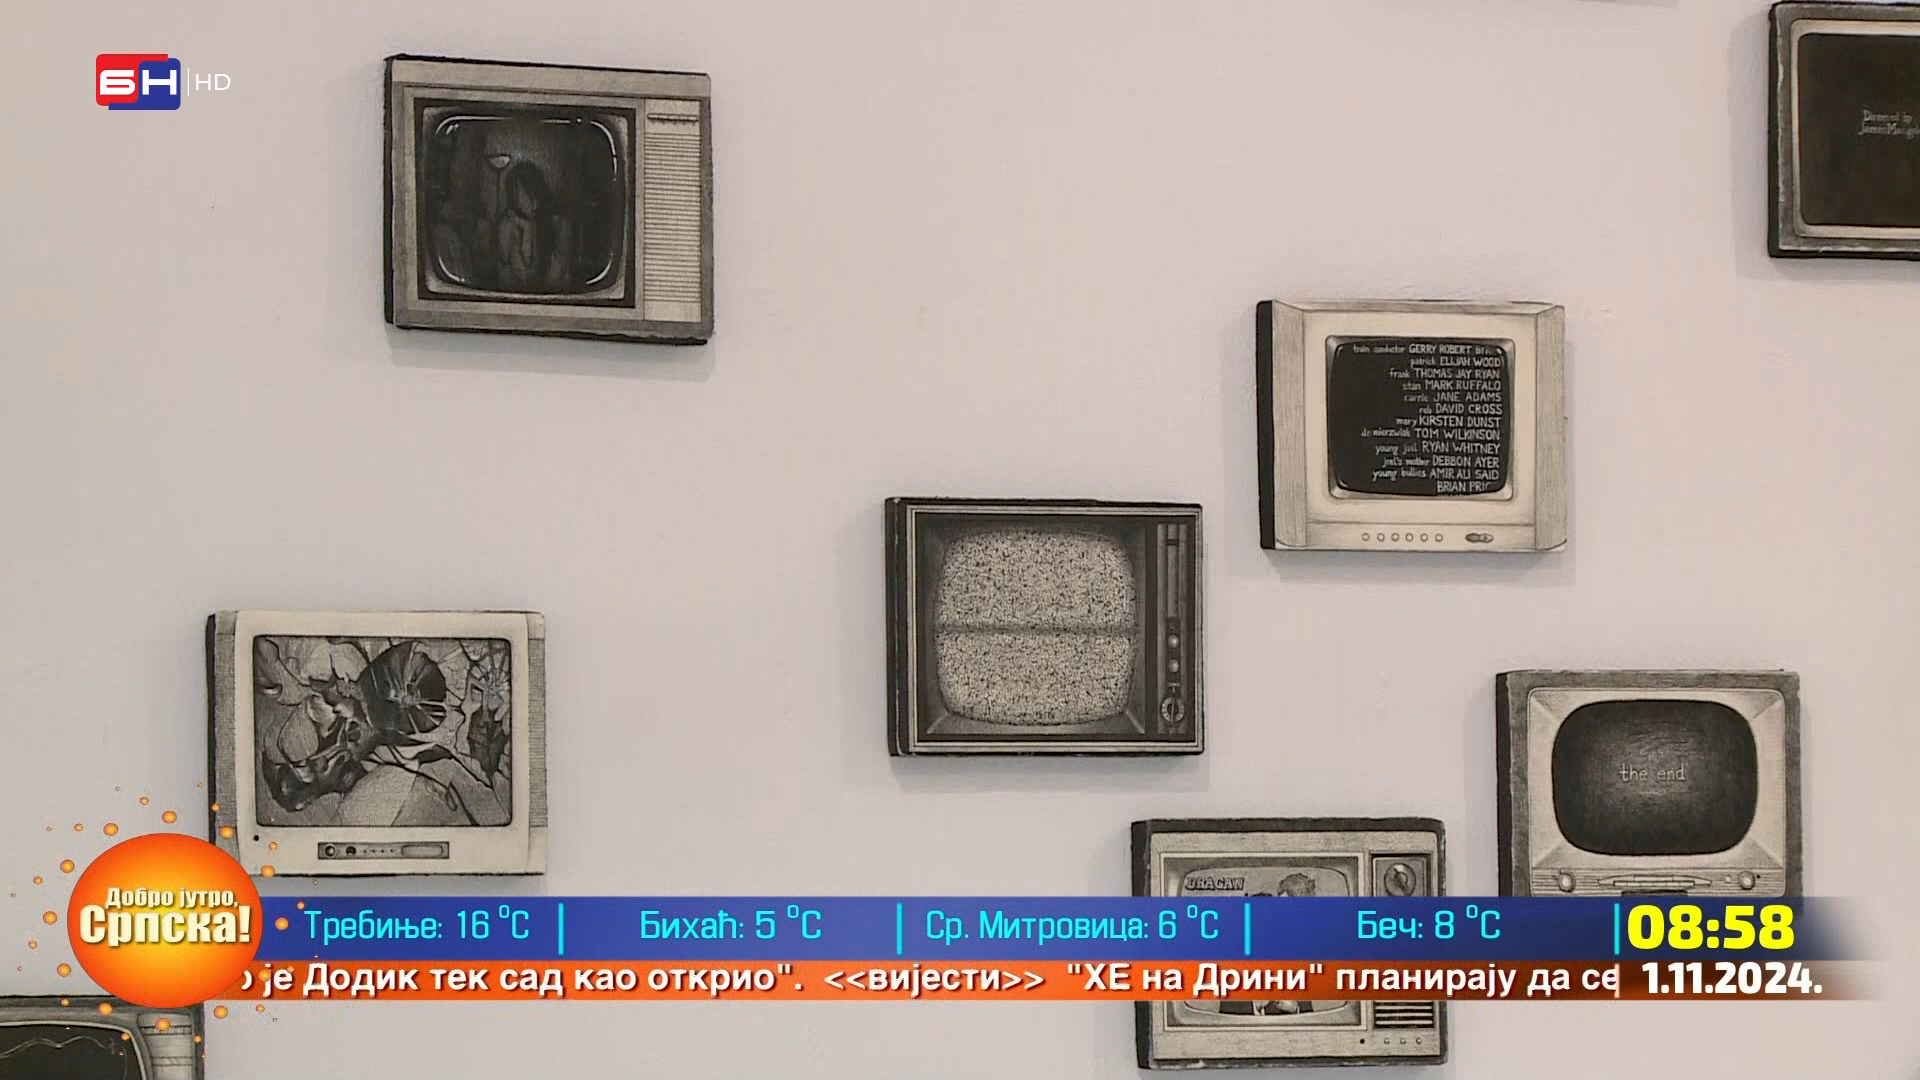 БН HD
Directed by
train conductor GERRY ROBERT
patrick ELIJAH WOOD
frank THOMAS JAY RYAN
stan MARK RUFFALO
carrie JANE ADAMS
rob DAVID CROSS
mary KIRSTEN DUNST
dr. mierzwiak TOM WILKINSON
young joel RYAN WHITNEY
joel's mother DEBBON AYER
young bullies AMIR ALI SAID
BRIAN PRIC
the end
DRAGAN
Добро јутро,
Српска!
Требиње: 16 °C
Бихаћ: 5 °C
Ср. Митровица: 6 °C
Беч: 8 °C
08:58
о је Додик тек сад као открио". <<вијести>> "ХЕ на Дрини" планирају да се
1.11.2024.